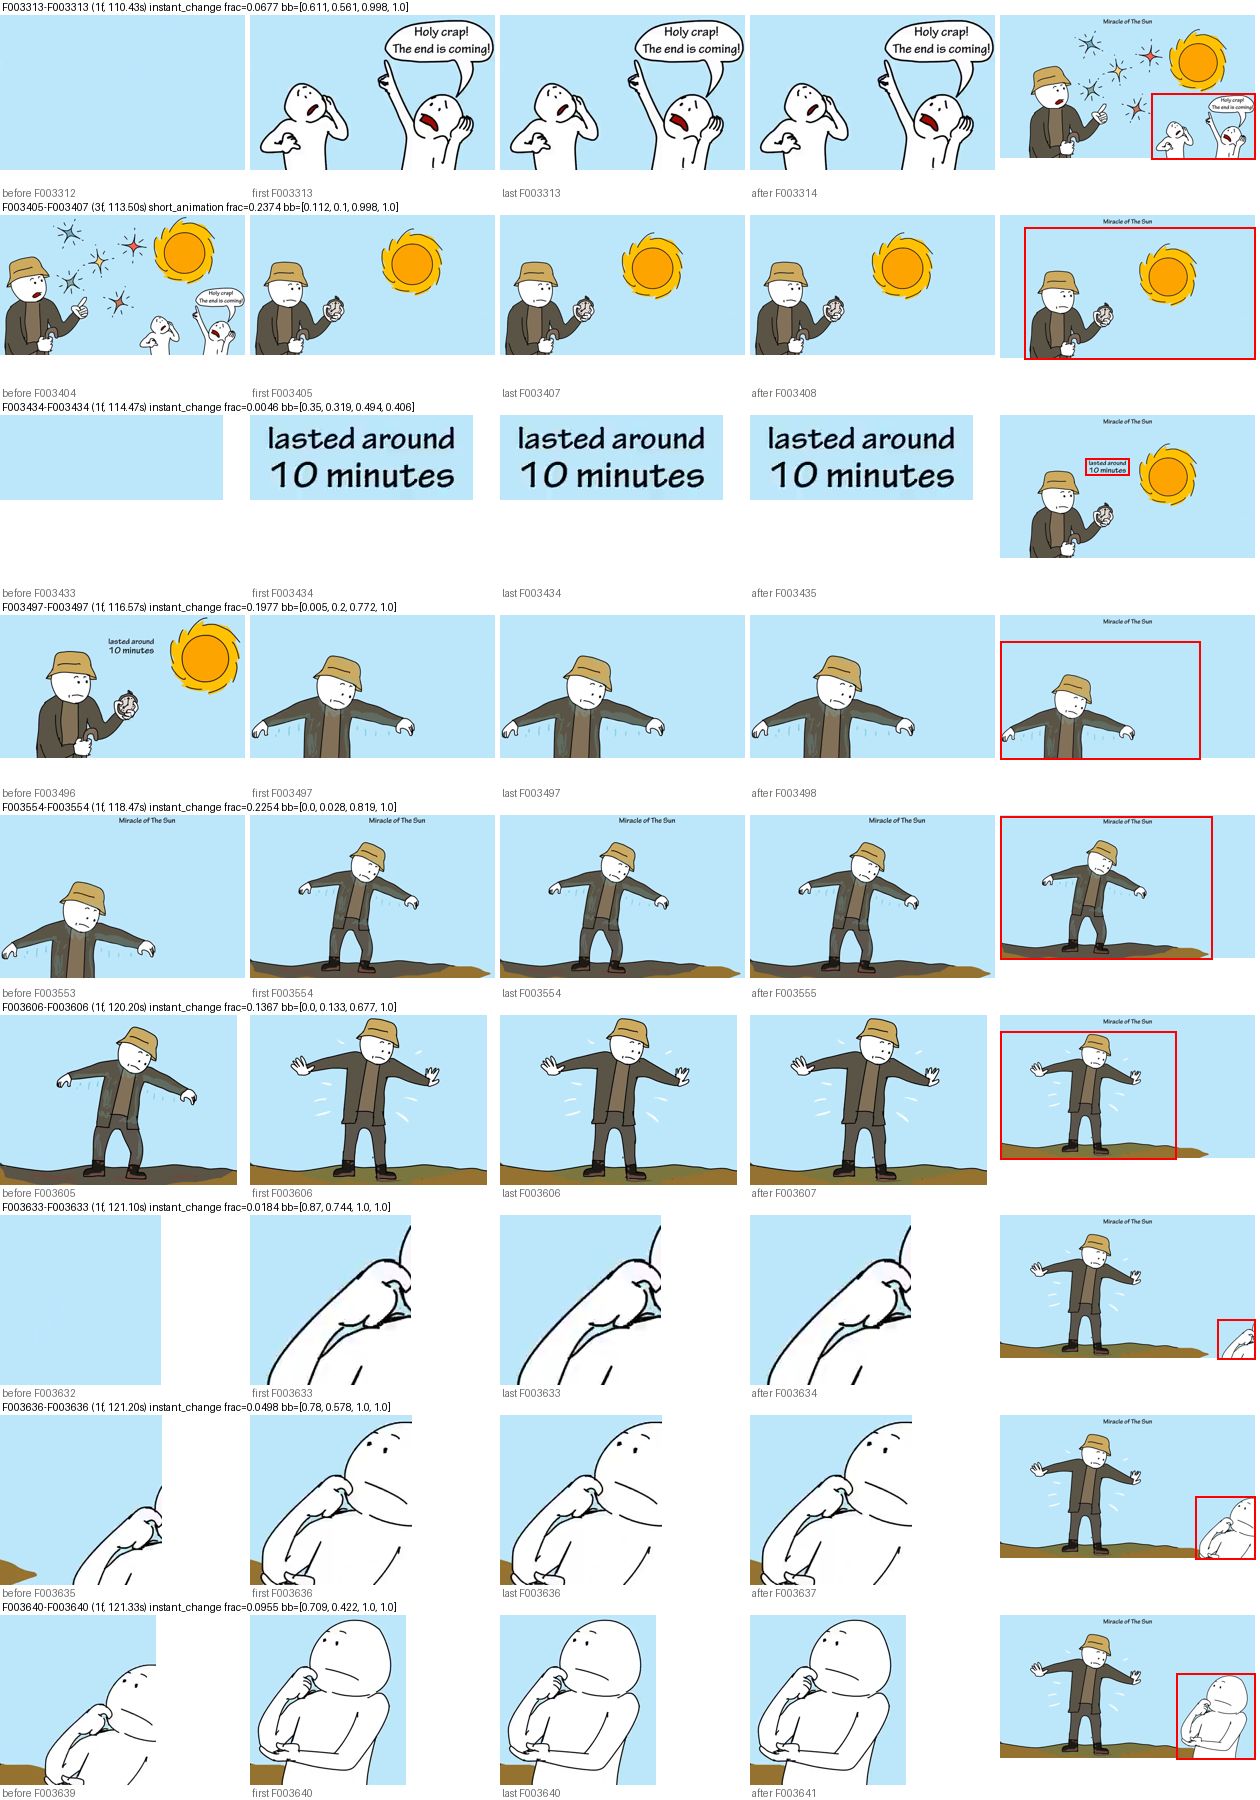 F003313-F003313 (1f, 110.43s) instant_change frac=0.0677 bb=[0.611, 0.561, 0.998, 1.0]
Holy crap!
The end is coming!
Holy crap!
The end is coming!
Holy crap!
The end is coming!
Miracle of The Sun
Holy crap!
The end is coming!
before F003312
first F003313
last F003313
after F003314
F003405-F003407 (3f, 113.50s) short_animation frac=0.2374 bb=[0.112, 0.1, 0.998, 1.0]
Holy crap!
The end is coming!
Miracle of The Sun
before F003404
first F003405
last F003407
after F003408
F003434-F003434 (1f, 114.47s) instant_change frac=0.0046 bb=[0.35, 0.319, 0.494, 0.406]
lasted around
10 minutes
lasted around
10 minutes
lasted around
10 minutes
Miracle of The Sun
lasted around
10 minutes
before F003433
first F003434
last F003434
after F003435
F003497-F003497 (1f, 116.57s) instant_change frac=0.1977 bb=[0.005, 0.2, 0.772, 1.0]
lasted around
10 minutes
Miracle of The Sun
before F003496
first F003497
last F003497
after F003498
F003554-F003554 (1f, 118.47s) instant_change frac=0.2254 bb=[0.0, 0.028, 0.819, 1.0]
Miracle of The Sun
Miracle of The Sun
Miracle of The Sun
Miracle of The Sun
Miracle of The Sun
before F003553
first F003554
last F003554
after F003555
F003606-F003606 (1f, 120.20s) instant_change frac=0.1367 bb=[0.0, 0.133, 0.677, 1.0]
Miracle of The Sun
before F003605
first F003606
last F003606
after F003607
F003633-F003633 (1f, 121.10s) instant_change frac=0.0184 bb=[0.87, 0.744, 1.0, 1.0]
Miracle of The Sun
before F003632
first F003633
last F003633
after F003634
F003636-F003636 (1f, 121.20s) instant_change frac=0.0498 bb=[0.78, 0.578, 1.0, 1.0]
Miracle of The Sun
before F003635
first F003636
last F003636
after F003637
F003640-F003640 (1f, 121.33s) instant_change frac=0.0955 bb=[0.709, 0.422, 1.0, 1.0]
Miracle of The Sun
before F003639
first F003640
last F003640
after F003641